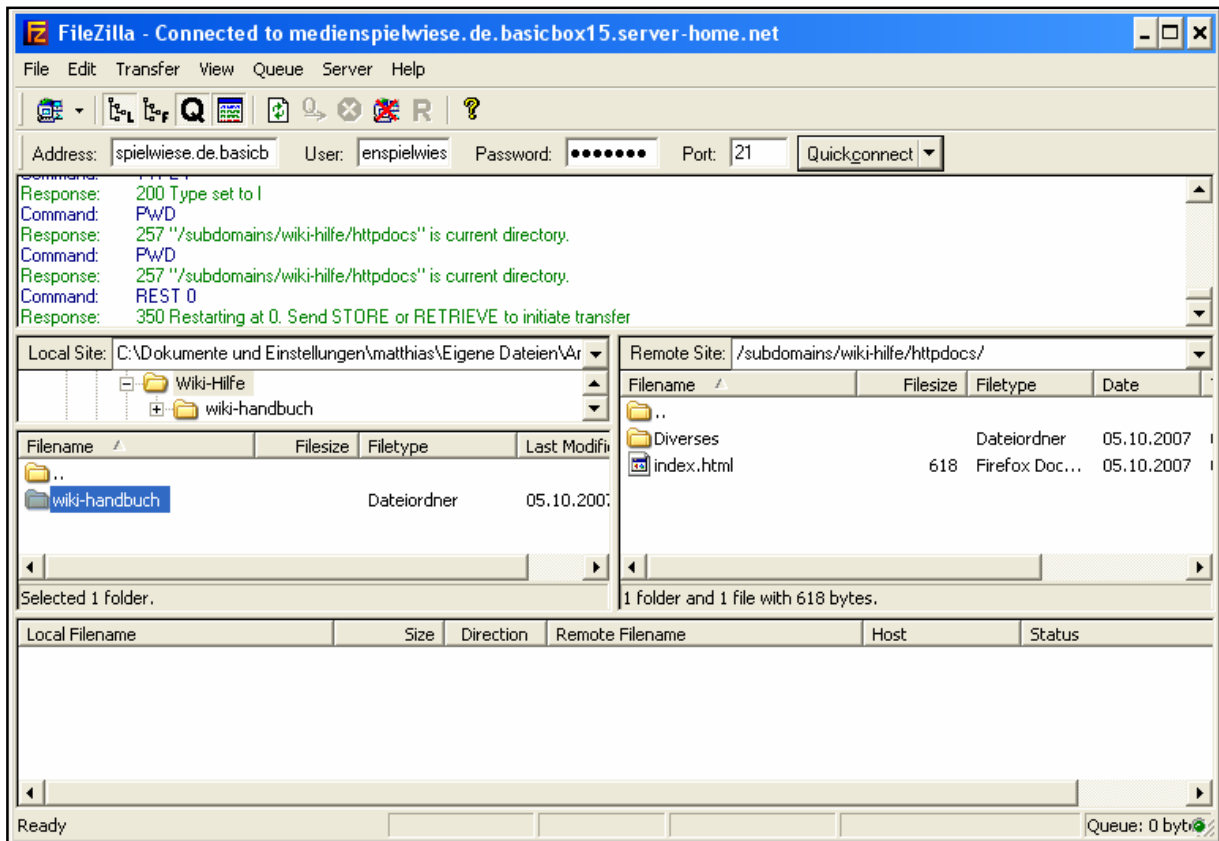 FileZilla - Connected to medienspielwiese.de.basicbox15.server-home.net
File Edit Transfer View Queue Server Help
Address: spielwiese.de.basicb User: enspielwies Password: ●●●●●●● Port: 21 Quickconnect
Response: 200 Type set to I
Command: PWD
Response: 257 "/subdomains/wiki-hilfe/httpdocs" is current directory.
Command: PWD
Response: 257 "/subdomains/wiki-hilfe/httpdocs" is current directory.
Command: REST 0
Response: 350 Restarting at 0. Send STORE or RETRIEVE to initiate transfer
Local Site: C:\Dokumente und Einstellungen\matthias\Eigene Dateien\Ar
Wiki-Hilfe
wiki-handbuch
Filename Filesize Filetype Last Modifi
..
wiki-handbuch Dateiordner 05.10.2007
Selected 1 folder.
Remote Site: /subdomains/wiki-hilfe/httpdocs/
Filename Filesize Filetype Date
..
Diverses Dateiordner 05.10.2007
index.html 618 Firefox Doc... 05.10.2007
1 folder and 1 file with 618 bytes.
Local Filename Size Direction Remote Filename Host Status
Ready Queue: 0 byt